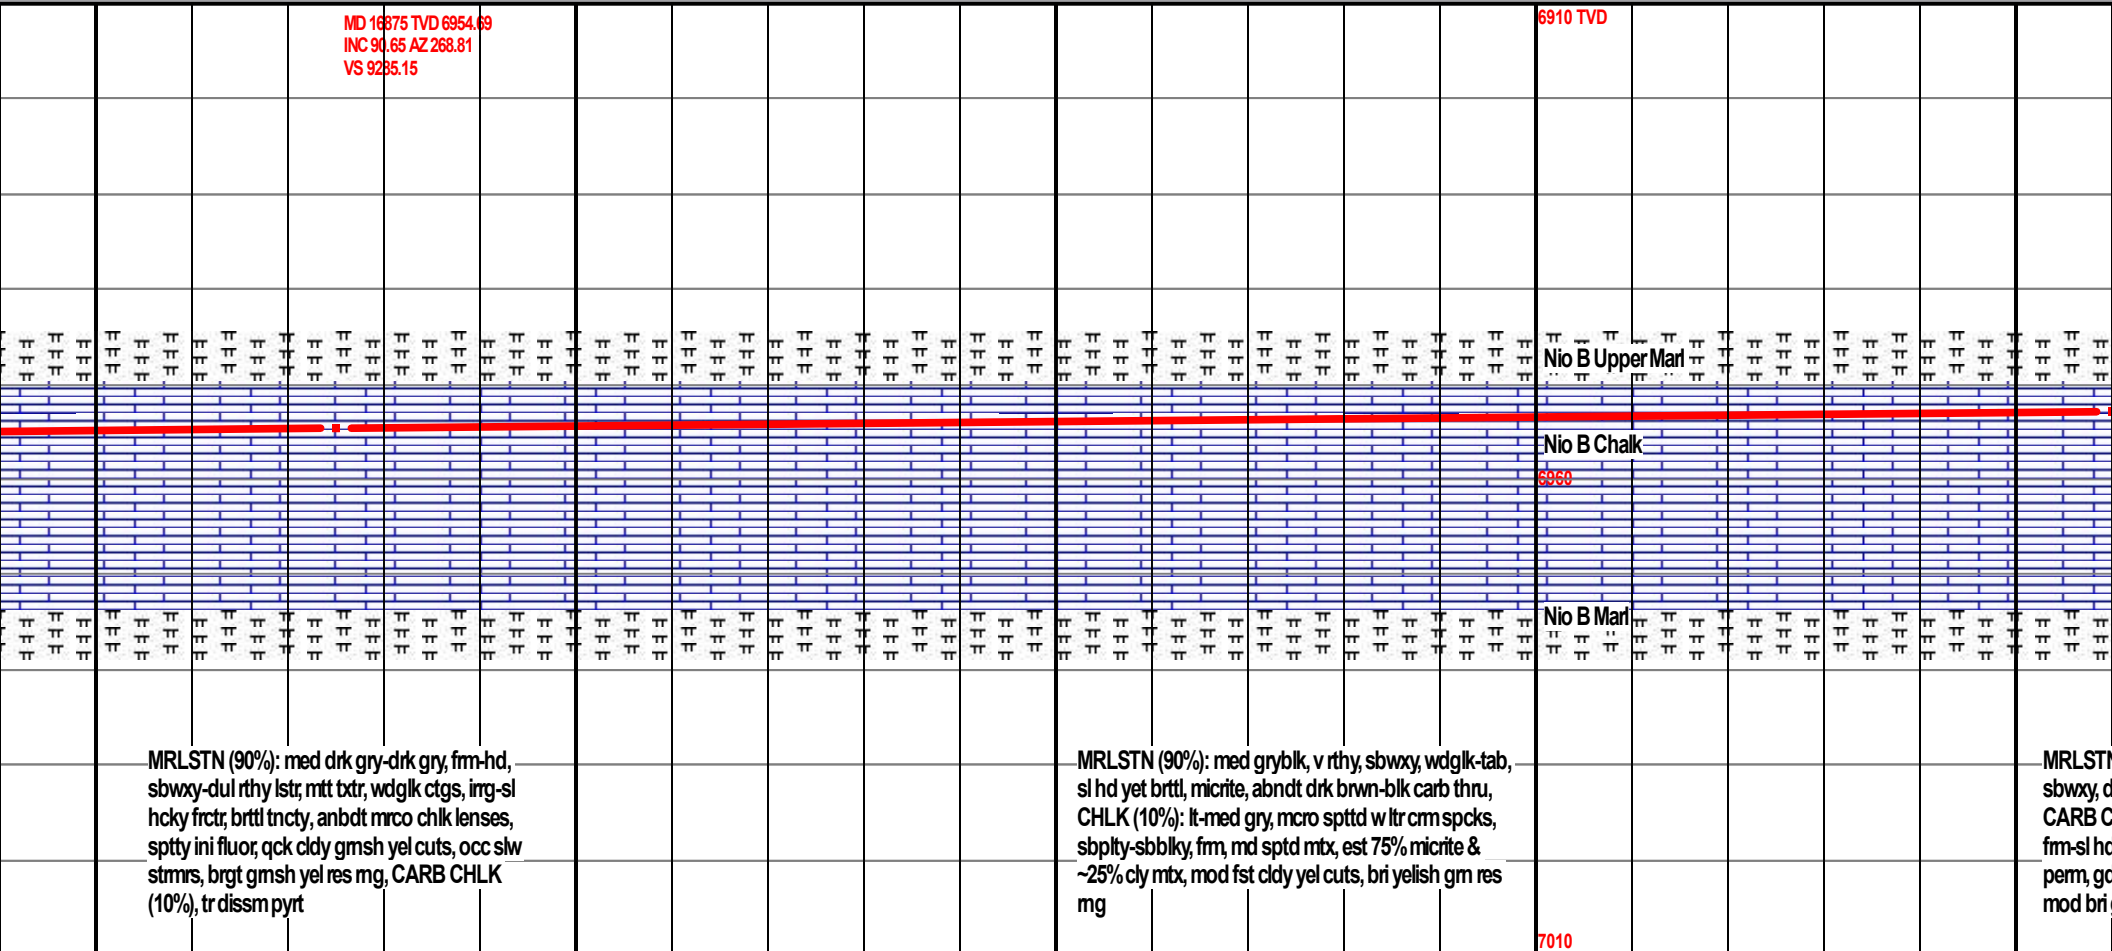 MD 16875 TVD 6954.69
INC 90.65 AZ 268.81
VS 9285.15
6910 TVD
Nio B Upper Marl
Nio B Chalk
6960
Nio B Marl
MRLSTN (90%): med drk gry-drk gry, frm-hd,
sbwxy-dul rthy lstr, mtt txtr, wdglk ctgs, irrg-sl
hcky frctr, brttl tncty, anbdt mrco chlk lenses,
sptty ini fluor, qck cldy grnsh yel cuts, occ slw
strmrs, brgt grnsh yel res rng, CARB CHLK
(10%), tr dissm pyrt
MRLSTN (90%): med gryblk, v rthy, sbwxy, wdglk-tab,
sl hd yet brttl, micrite, abndt drk brwn-blk carb thru,
CHLK (10%): lt-med gry, mcro spttd w ltr crm spcks,
sbplty-sbblky, frm, md sptd mtx, est 75% micrite &
~25% cly mtx, mod fst cldy yel cuts, bri yelish grn res
rng
MRLSTN
sbwxy, d
CARB C
frm-sl hd
perm, gd
mod bri g
7010